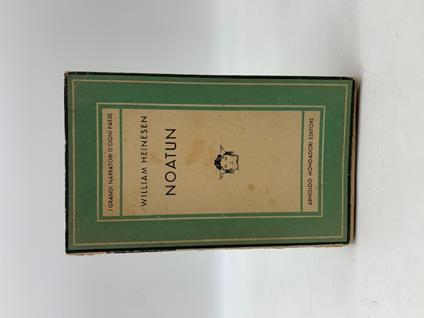 I GRANDI NARRATORI D'OGNI PAESE
WILLIAM HEINESEN
NOATUN
ARNOLDO MONDADORI EDITORE